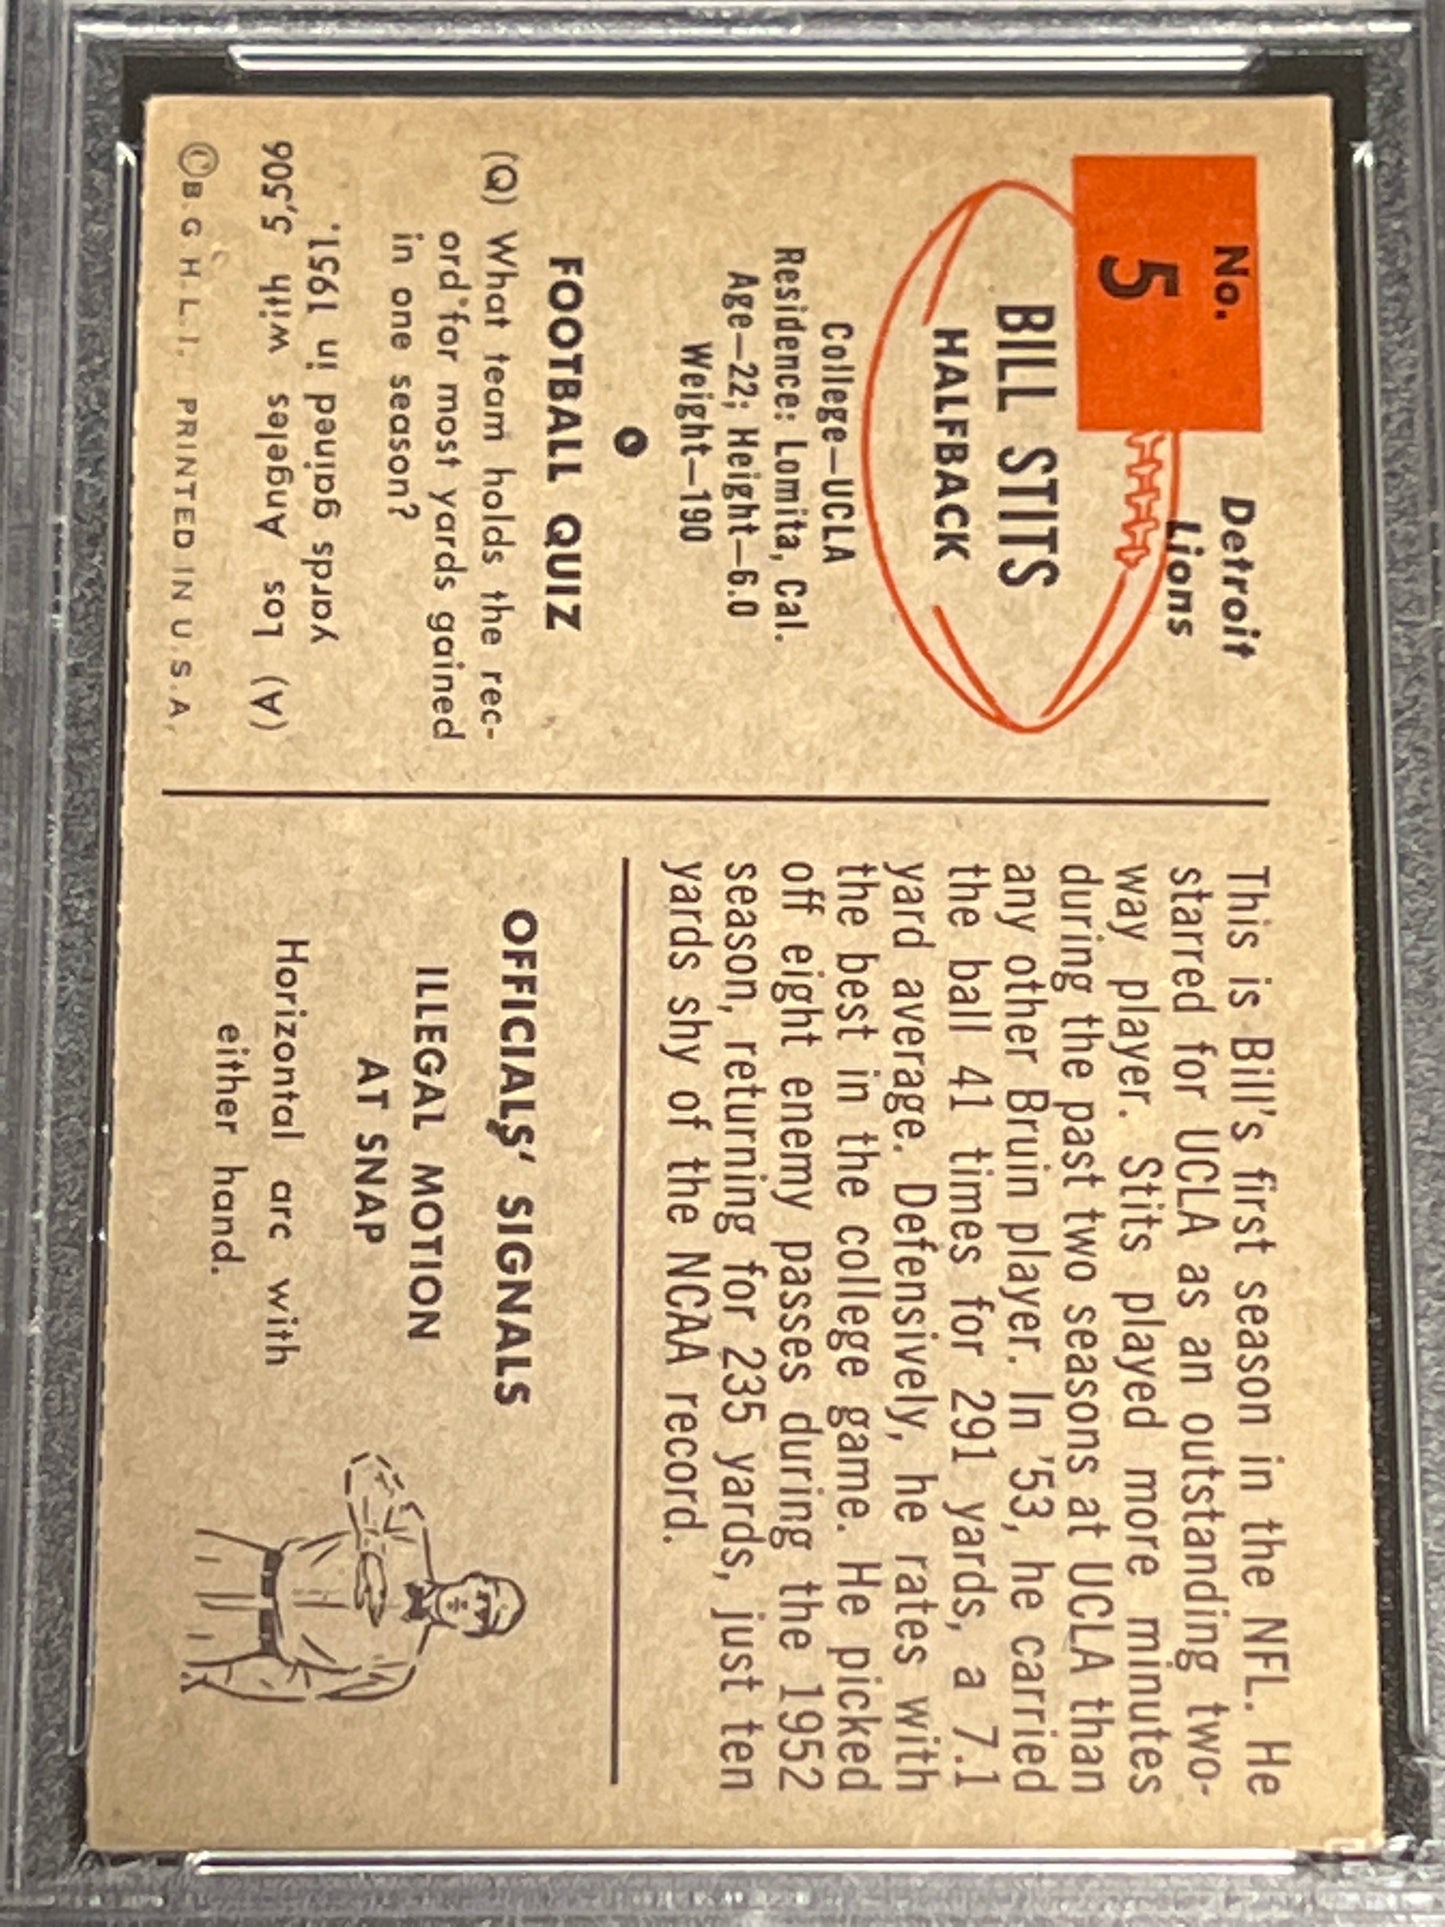 No.
5
Detroit
Lions
BILL STITS
HALFBACK
College—UCLA
Residence: Lomita, Cal.
Age—22; Height—6.0
Weight—190
FOOTBALL QUIZ
(Q) What team holds the rec-
ord for most yards gained
in one season?
yards gained in 1951.
(A) Los Angeles with 5,506
©B.G.H.L.I. PRINTED IN U.S.A.
This is Bill's first season in the NFL. He
starred for UCLA as an outstanding two-
way player. Stits played more minutes
during the past two seasons at UCLA than
any other Bruin player. In '53, he carried
the ball 41 times for 291 yards, a 7.1
yard average. Defensively, he rates with
the best in the college game. He picked
off eight enemy passes during the 1952
season, returning for 235 yards, just ten
yards shy of the NCAA record.
OFFICIALS' SIGNALS
ILLEGAL MOTION
AT SNAP
Horizontal arc with
either hand.